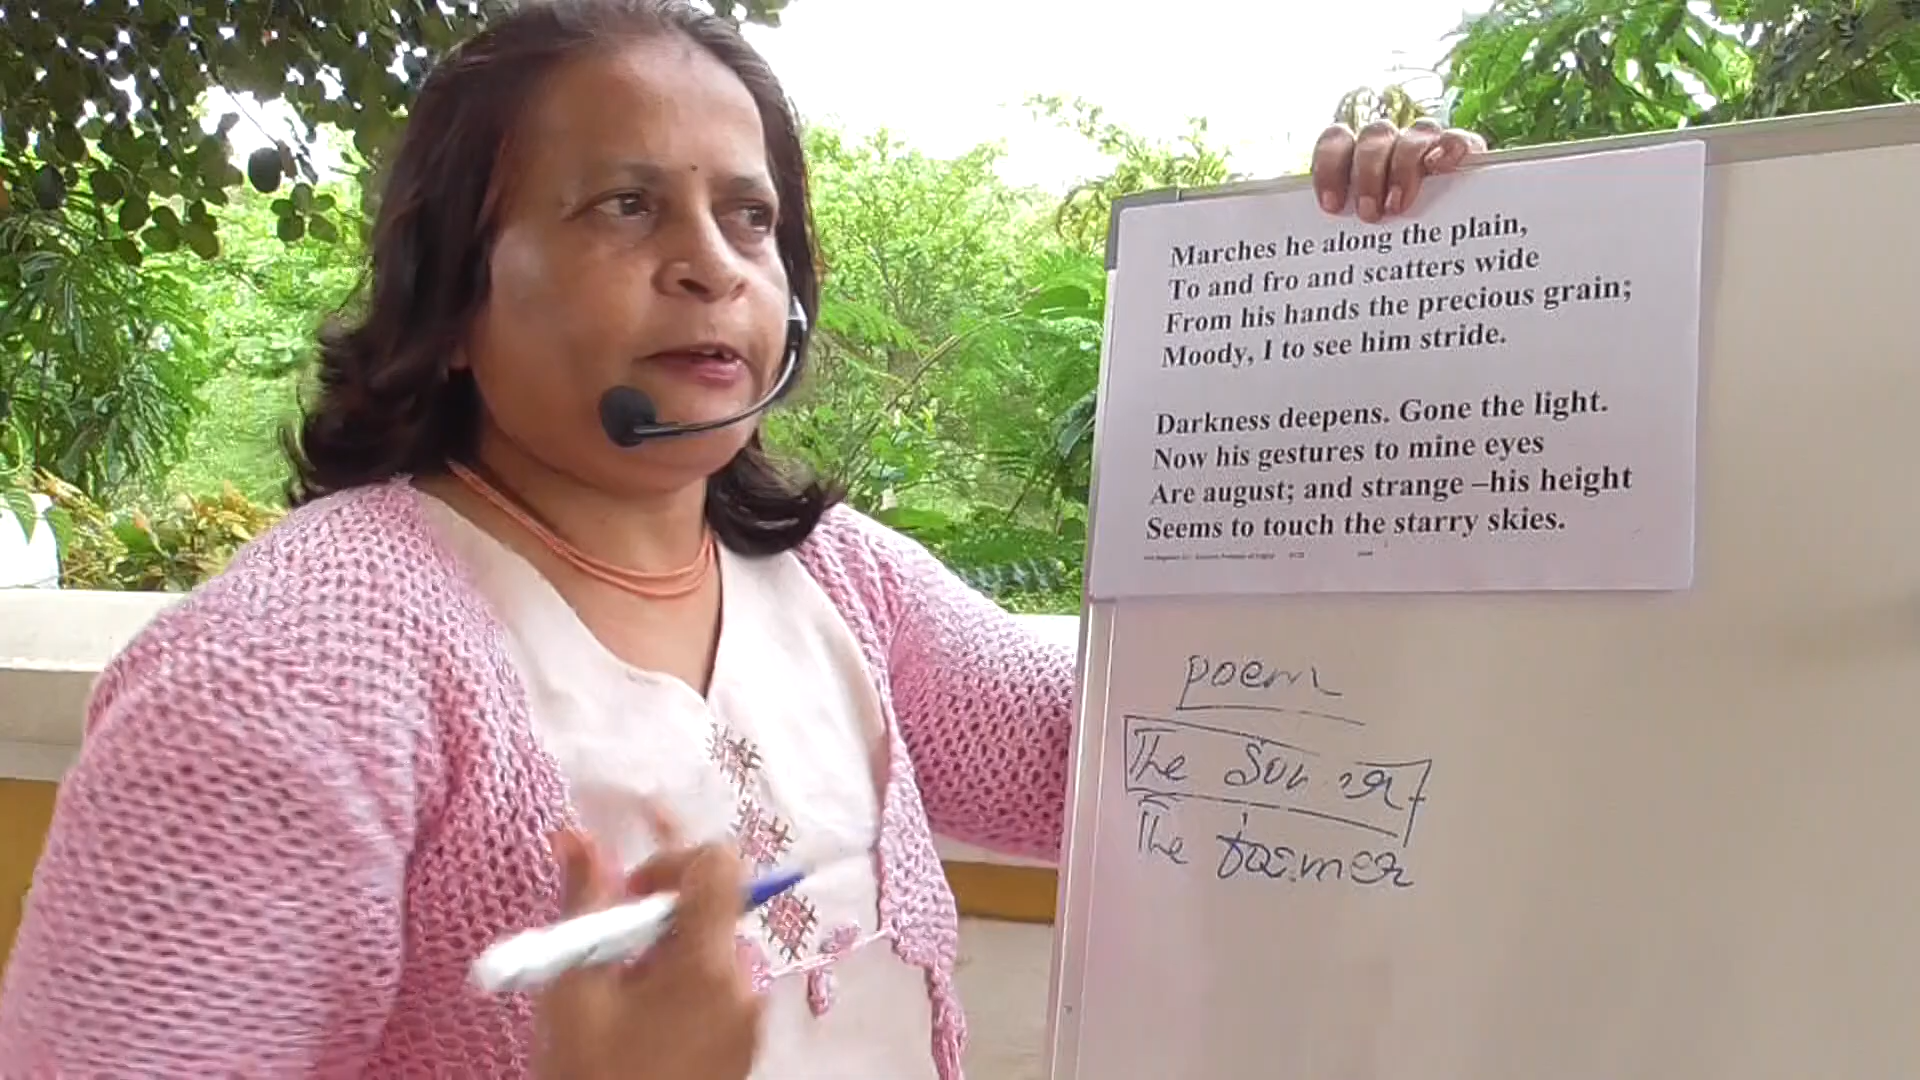 Marches he along the plain,
To and fro and scatters wide
From his hands the precious grain;
Moody, I to see him stride.
Darkness deepens. Gone the light.
Now his gestures to mine eyes
Are august; and strange –his height
Seems to touch the starry skies.
poem
The
The farmer